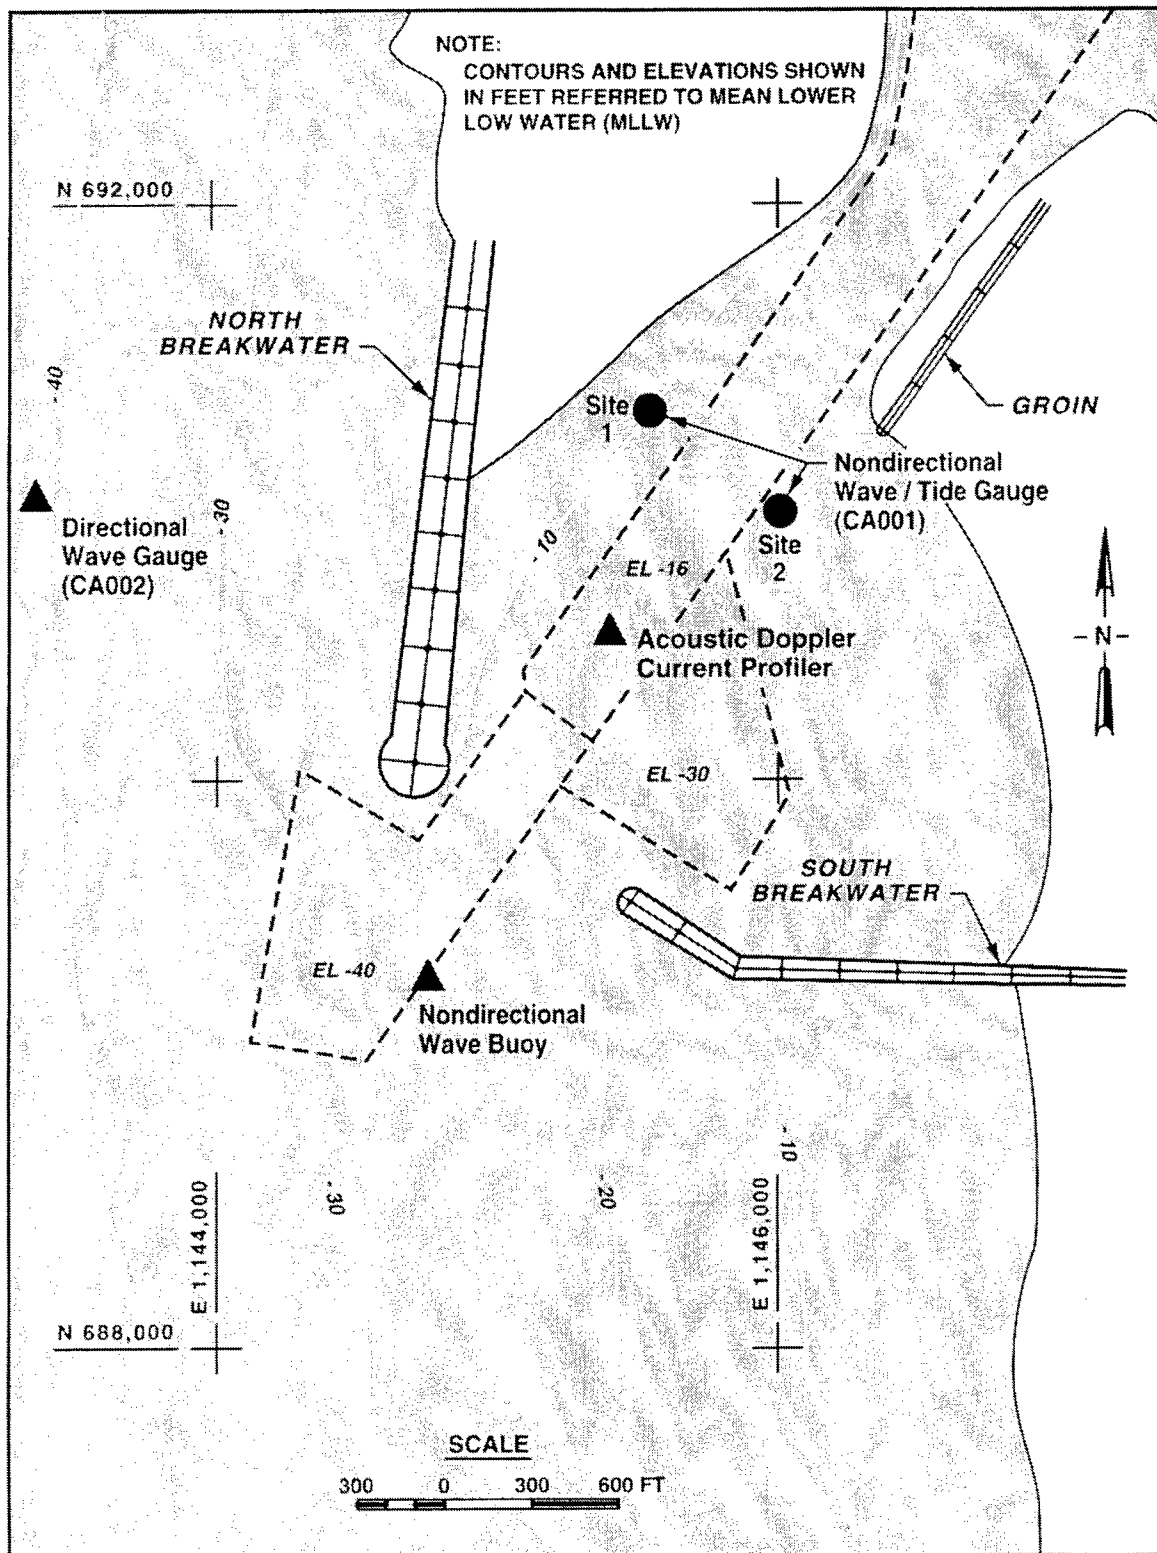 NOTE:
CONTOURS AND ELEVATIONS SHOWN
IN FEET REFERRED TO MEAN LOWER
LOW WATER (MLLW)
N 692,000
NORTH
BREAKWATER
- 40
Site
1
GROIN
Nondirectional
Wave / Tide Gauge
(CA001)
Directional
Wave Gauge
(CA002)
- 30
- 10
Site
2
EL -16
Acoustic Doppler
Current Profiler
- N -
EL -30
SOUTH
BREAKWATER
EL -40
Nondirectional
Wave Buoy
- 10
- 30
- 20
E 1,144,000
E 1,146,000
N 688,000
SCALE
300 0 300 600 FT